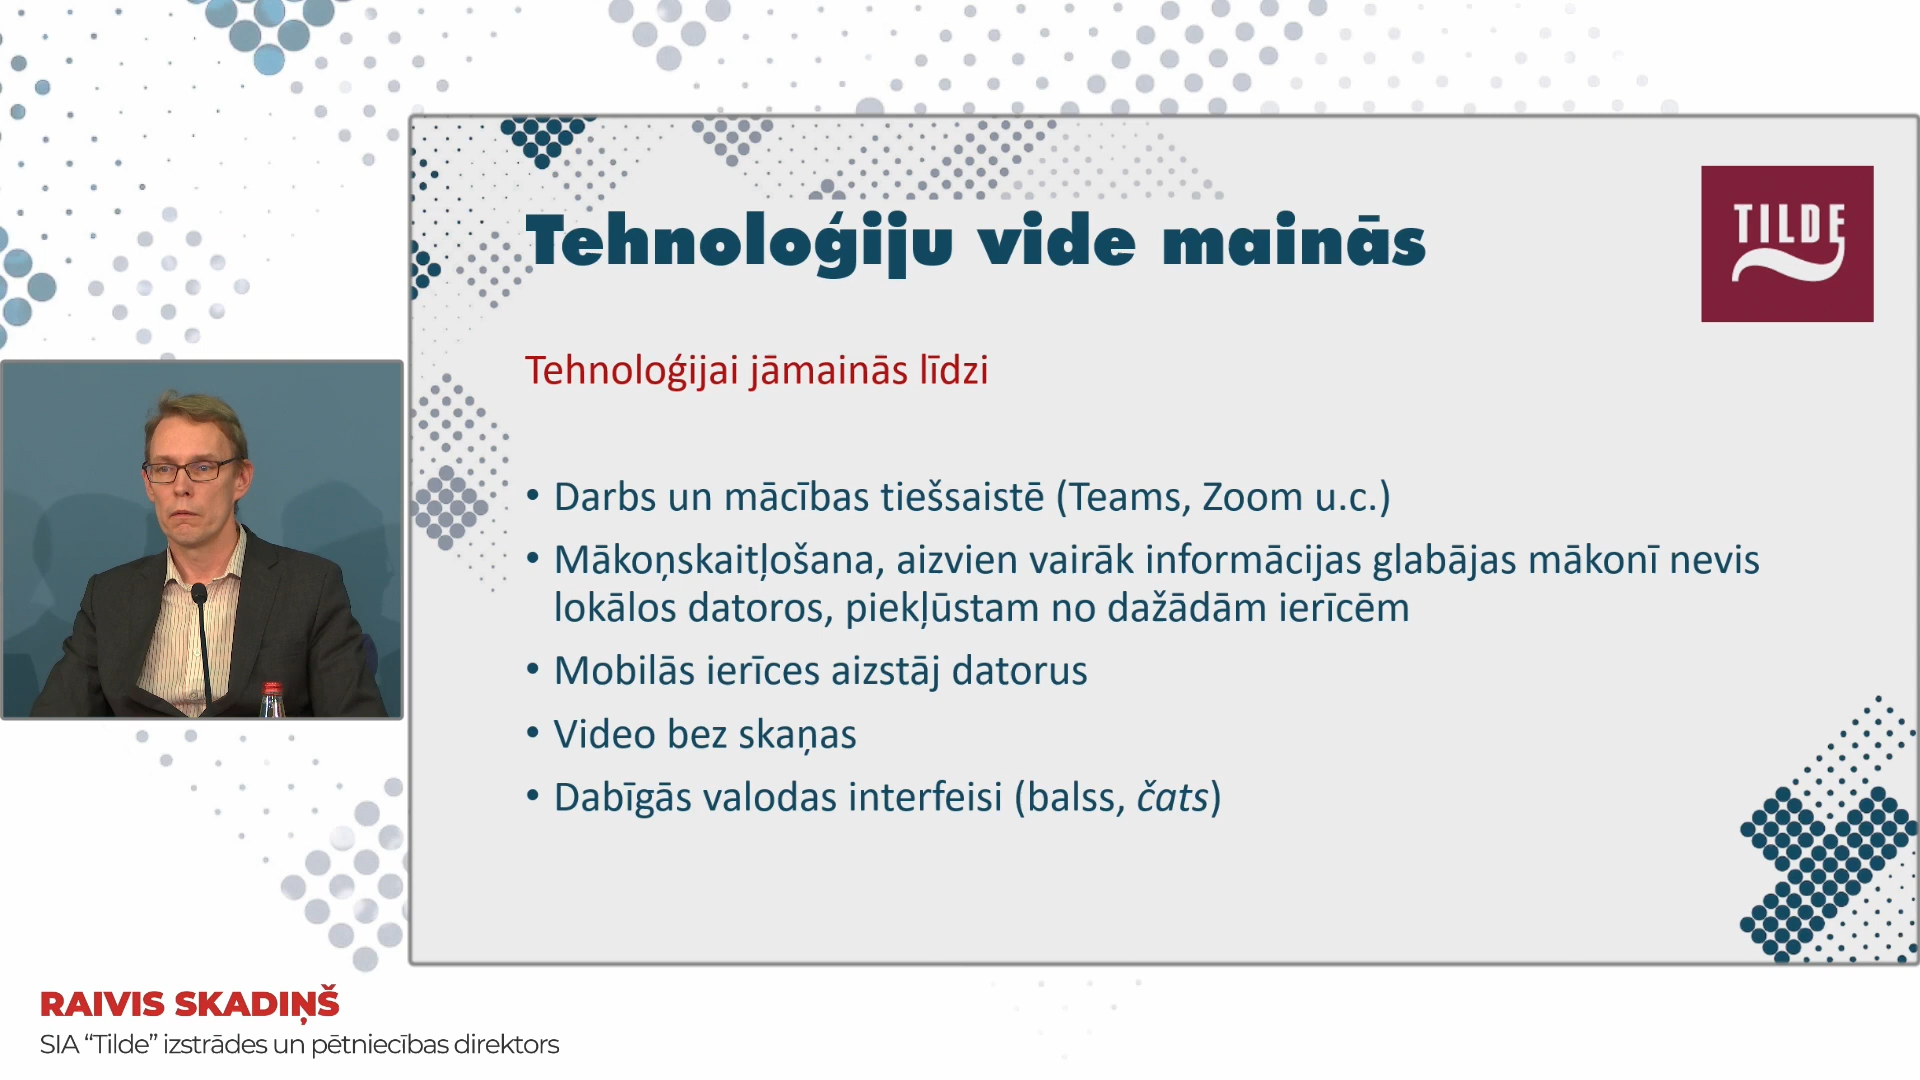 TILDE
Tehnoloģiju vide mainās
Tehnoloģijai jāmainās līdzi
• Darbs un mācības tiešsaistē (Teams, Zoom u.c.)
• Mākoņskaitļošana, aizvien vairāk informācijas glabājas mākonī nevis
lokālos datoros, piekļūstam no dažādām ierīcēm
• Mobilās ierīces aizstāj datorus
• Video bez skaņas
• Dabīgās valodas interfeisi (balss, čats)
RAIVIS SKADIŅŠ
SIA “Tilde” izstrādes un pētniecības direktors